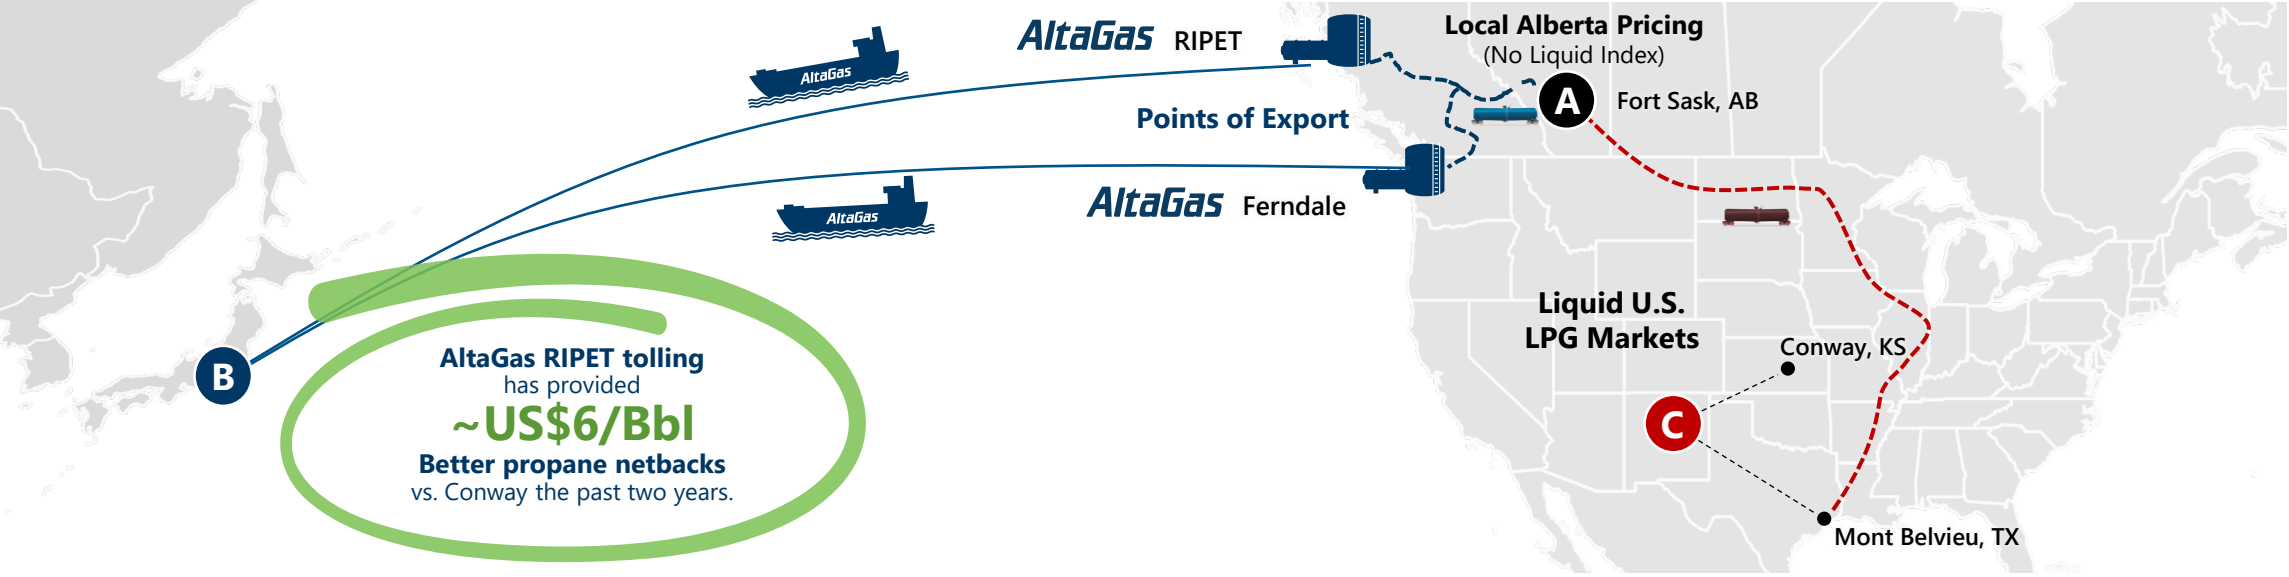 AltaGas
AltaGas RIPET
Local Alberta Pricing
(No Liquid Index)
A
Fort Sask, AB
Points of Export
AltaGas
AltaGas Ferndale
Liquid U.S.
LPG Markets
Conway, KS
C
Mont Belvieu, TX
B
AltaGas RIPET tolling
has provided
~US$6/Bbl
Better propane netbacks
vs. Conway the past two years.